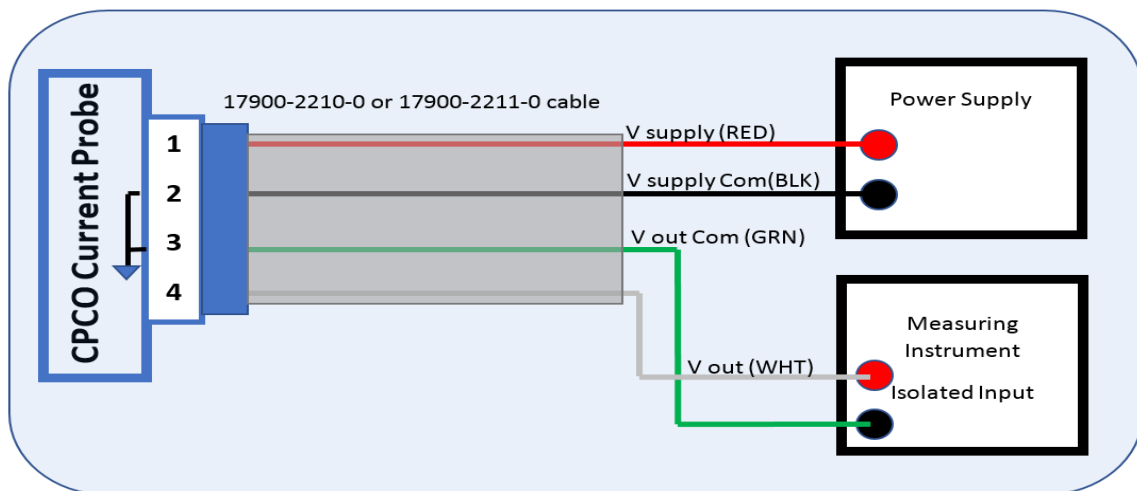 CPCO Current Probe
17900-2210-0 or 17900-2211-0 cable
1
2
3
4
V supply (RED)
V supply Com(BLK)
V out Com (GRN)
V out (WHT)
Power Supply
Measuring
Instrument
Isolated Input